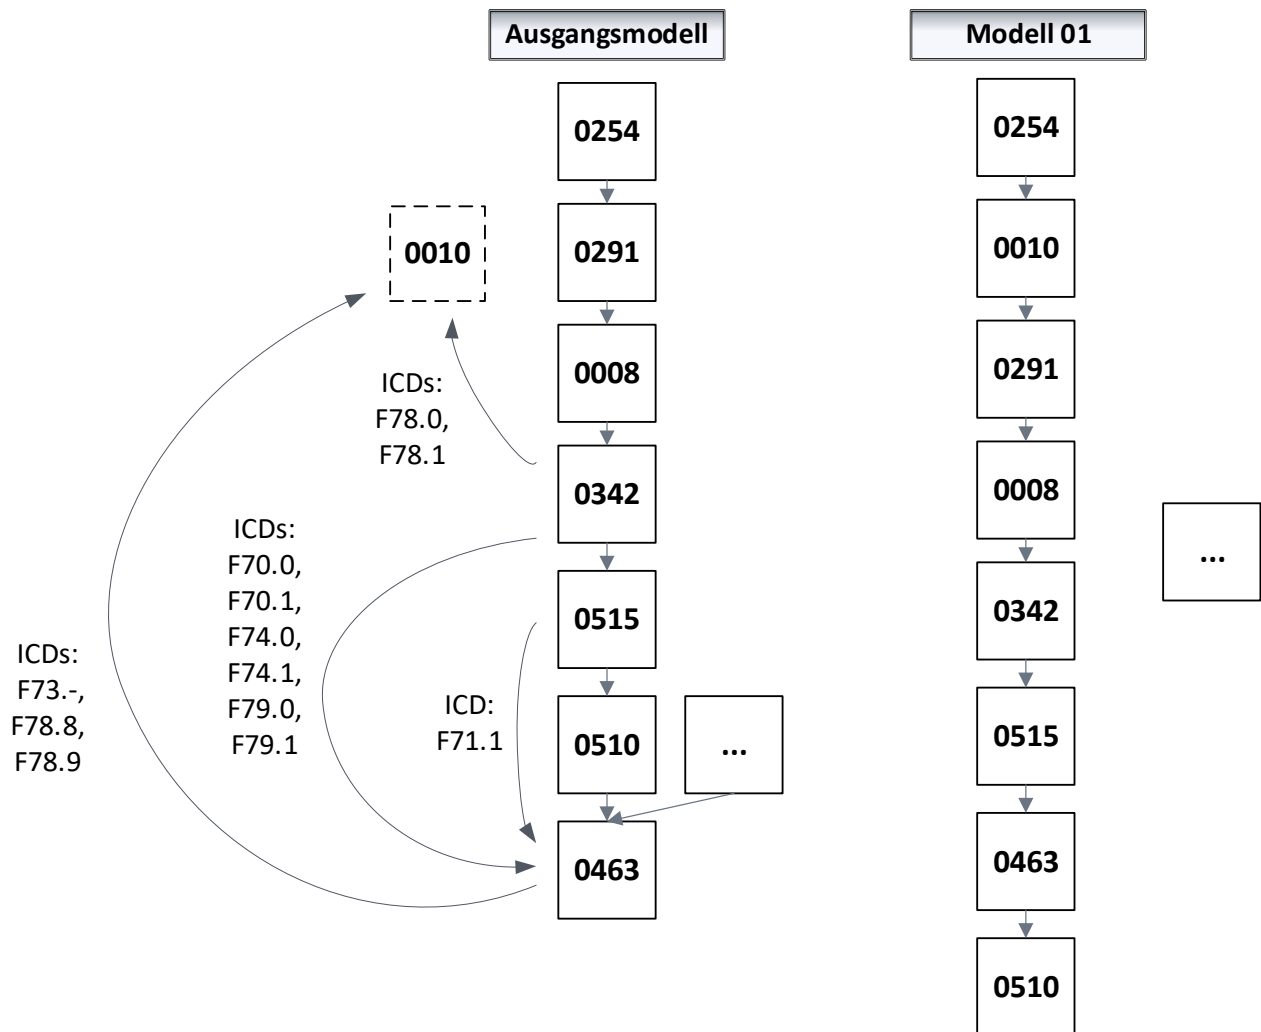 Ausgangsmodell
0254
0010
0291
0008
ICDs:
F78.0,
F78.1
0342
ICDs:
F70.0,
F70.1,
F74.0,
F74.1,
F79.0,
F79.1
0515
ICDs:
F73.-,
F78.8,
F78.9
ICD:
F71.1
0510
...
0463
Modell 01
0254
0010
0291
0008
...
0342
0515
0463
0510